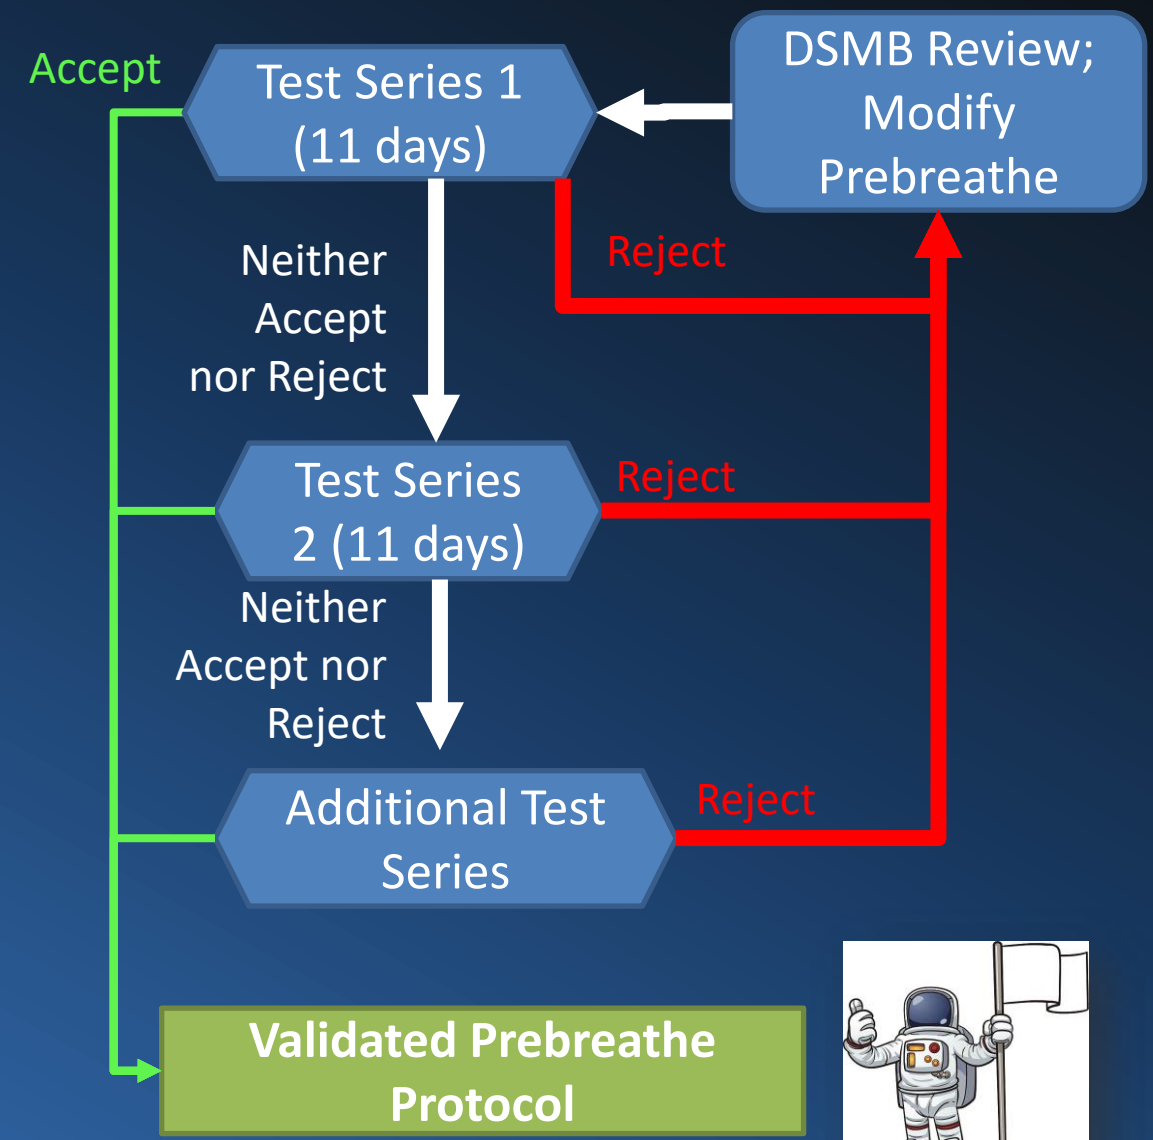 Accept
Test Series 1
(11 days)
DSMB Review;
Modify
Prebreathe
Neither
Accept
nor Reject
Reject
Test Series
2 (11 days)
Reject
Neither
Accept nor
Reject
Additional Test
Series
Reject
Validated Prebreathe
Protocol